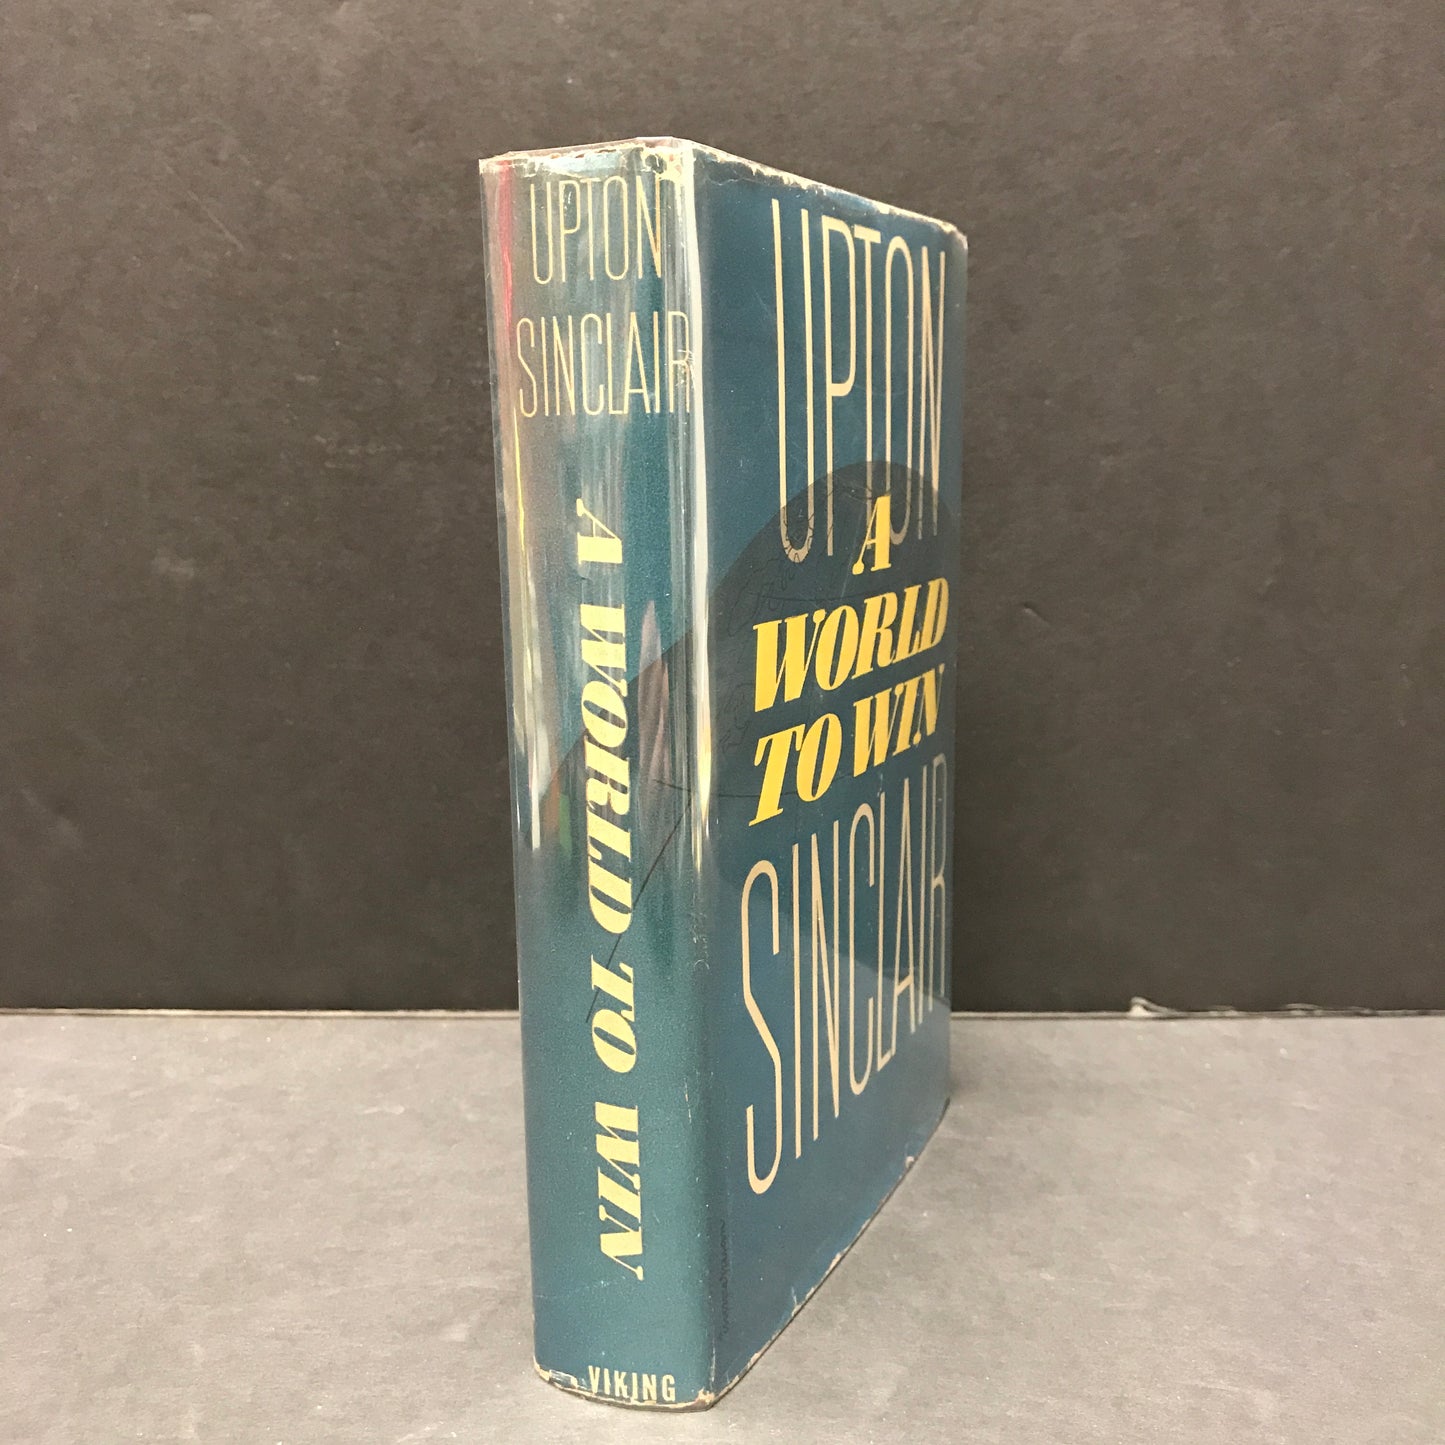 UPTON
SINCLAIR
A WORLD TO WIN
VIKING
UPTON
A
WORLD
TO WIN
SINCLAIR